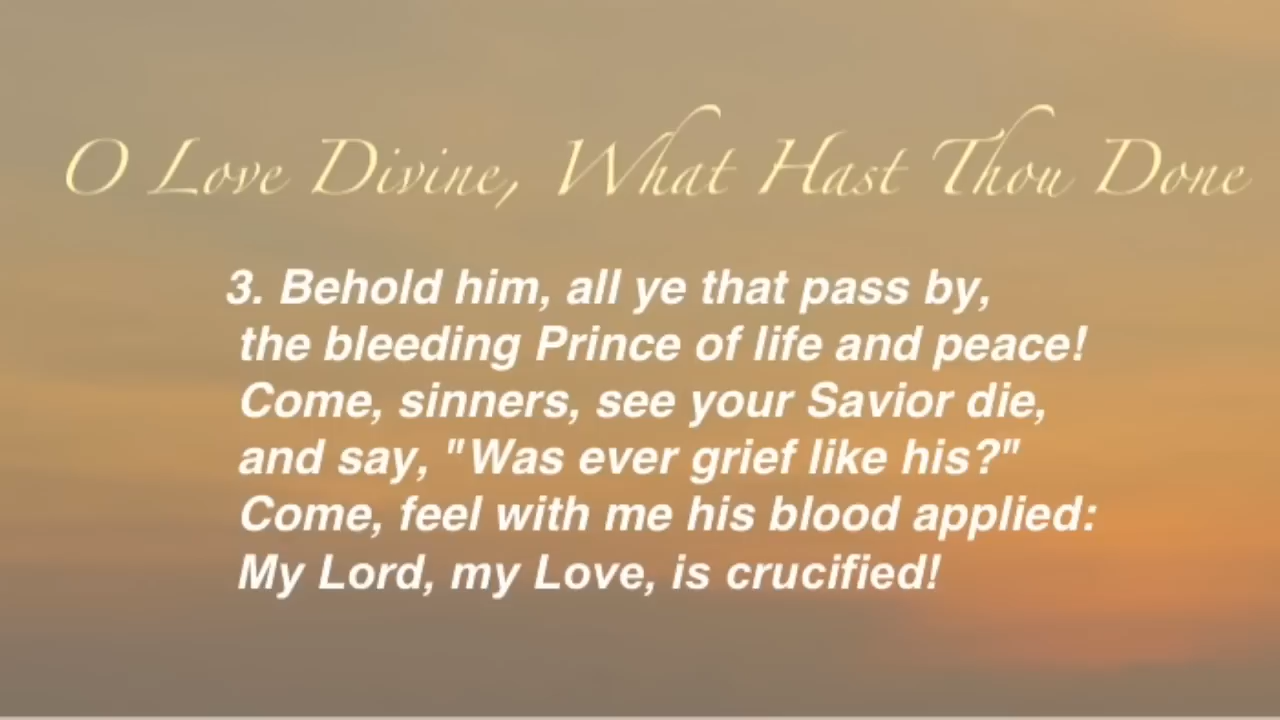 O Love Divine, What Hast Thou Done
3. Behold him, all ye that pass by,
the bleeding Prince of life and peace!
Come, sinners, see your Savior die,
and say, "Was ever grief like his?"
Come, feel with me his blood applied:
My Lord, my Love, is crucified!